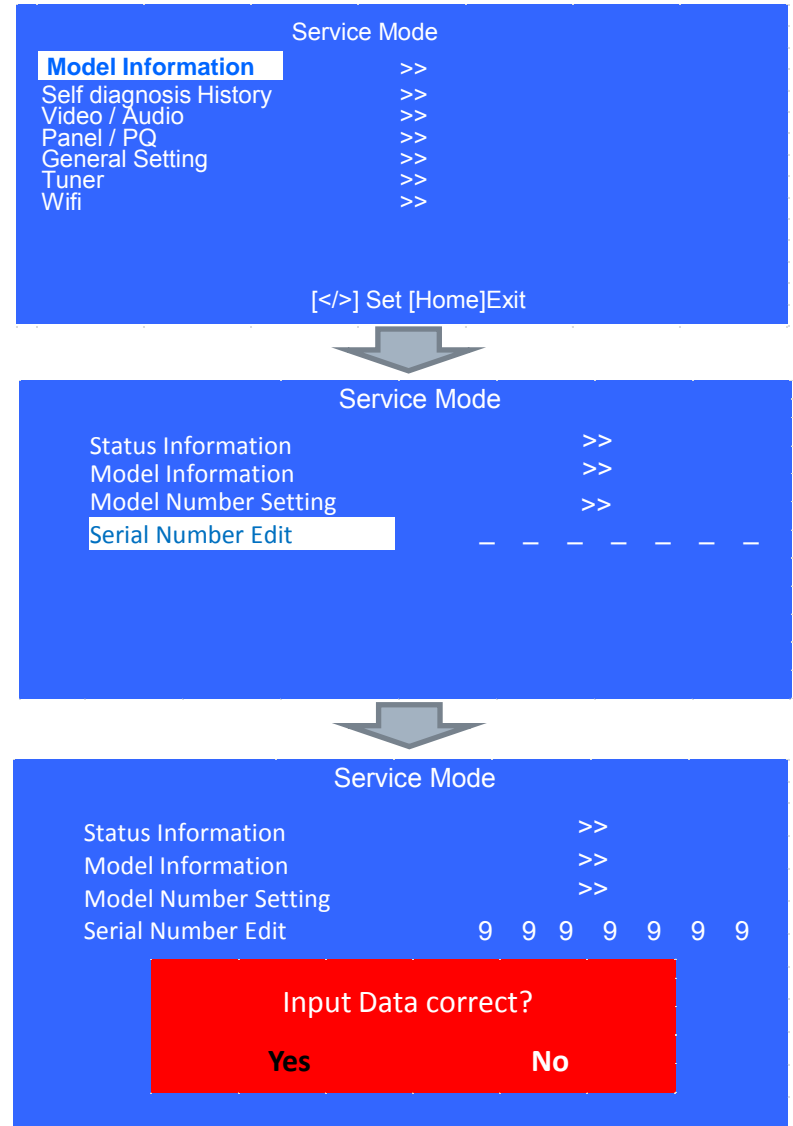 Service Mode
Model Information >>
Self diagnosis History >>
Video / Audio >>
Panel / PQ >>
General Setting >>
Tuner >>
Wifi >>
[</>] Set [Home]Exit
Service Mode
Status Information >>
Model Information >>
Model Number Setting >>
Serial Number Edit _ _ _ _ _ _ _
Service Mode
Status Information >>
Model Information >>
Model Number Setting >>
Serial Number Edit 9 9 9 9 9 9 9
Input Data correct?
Yes No